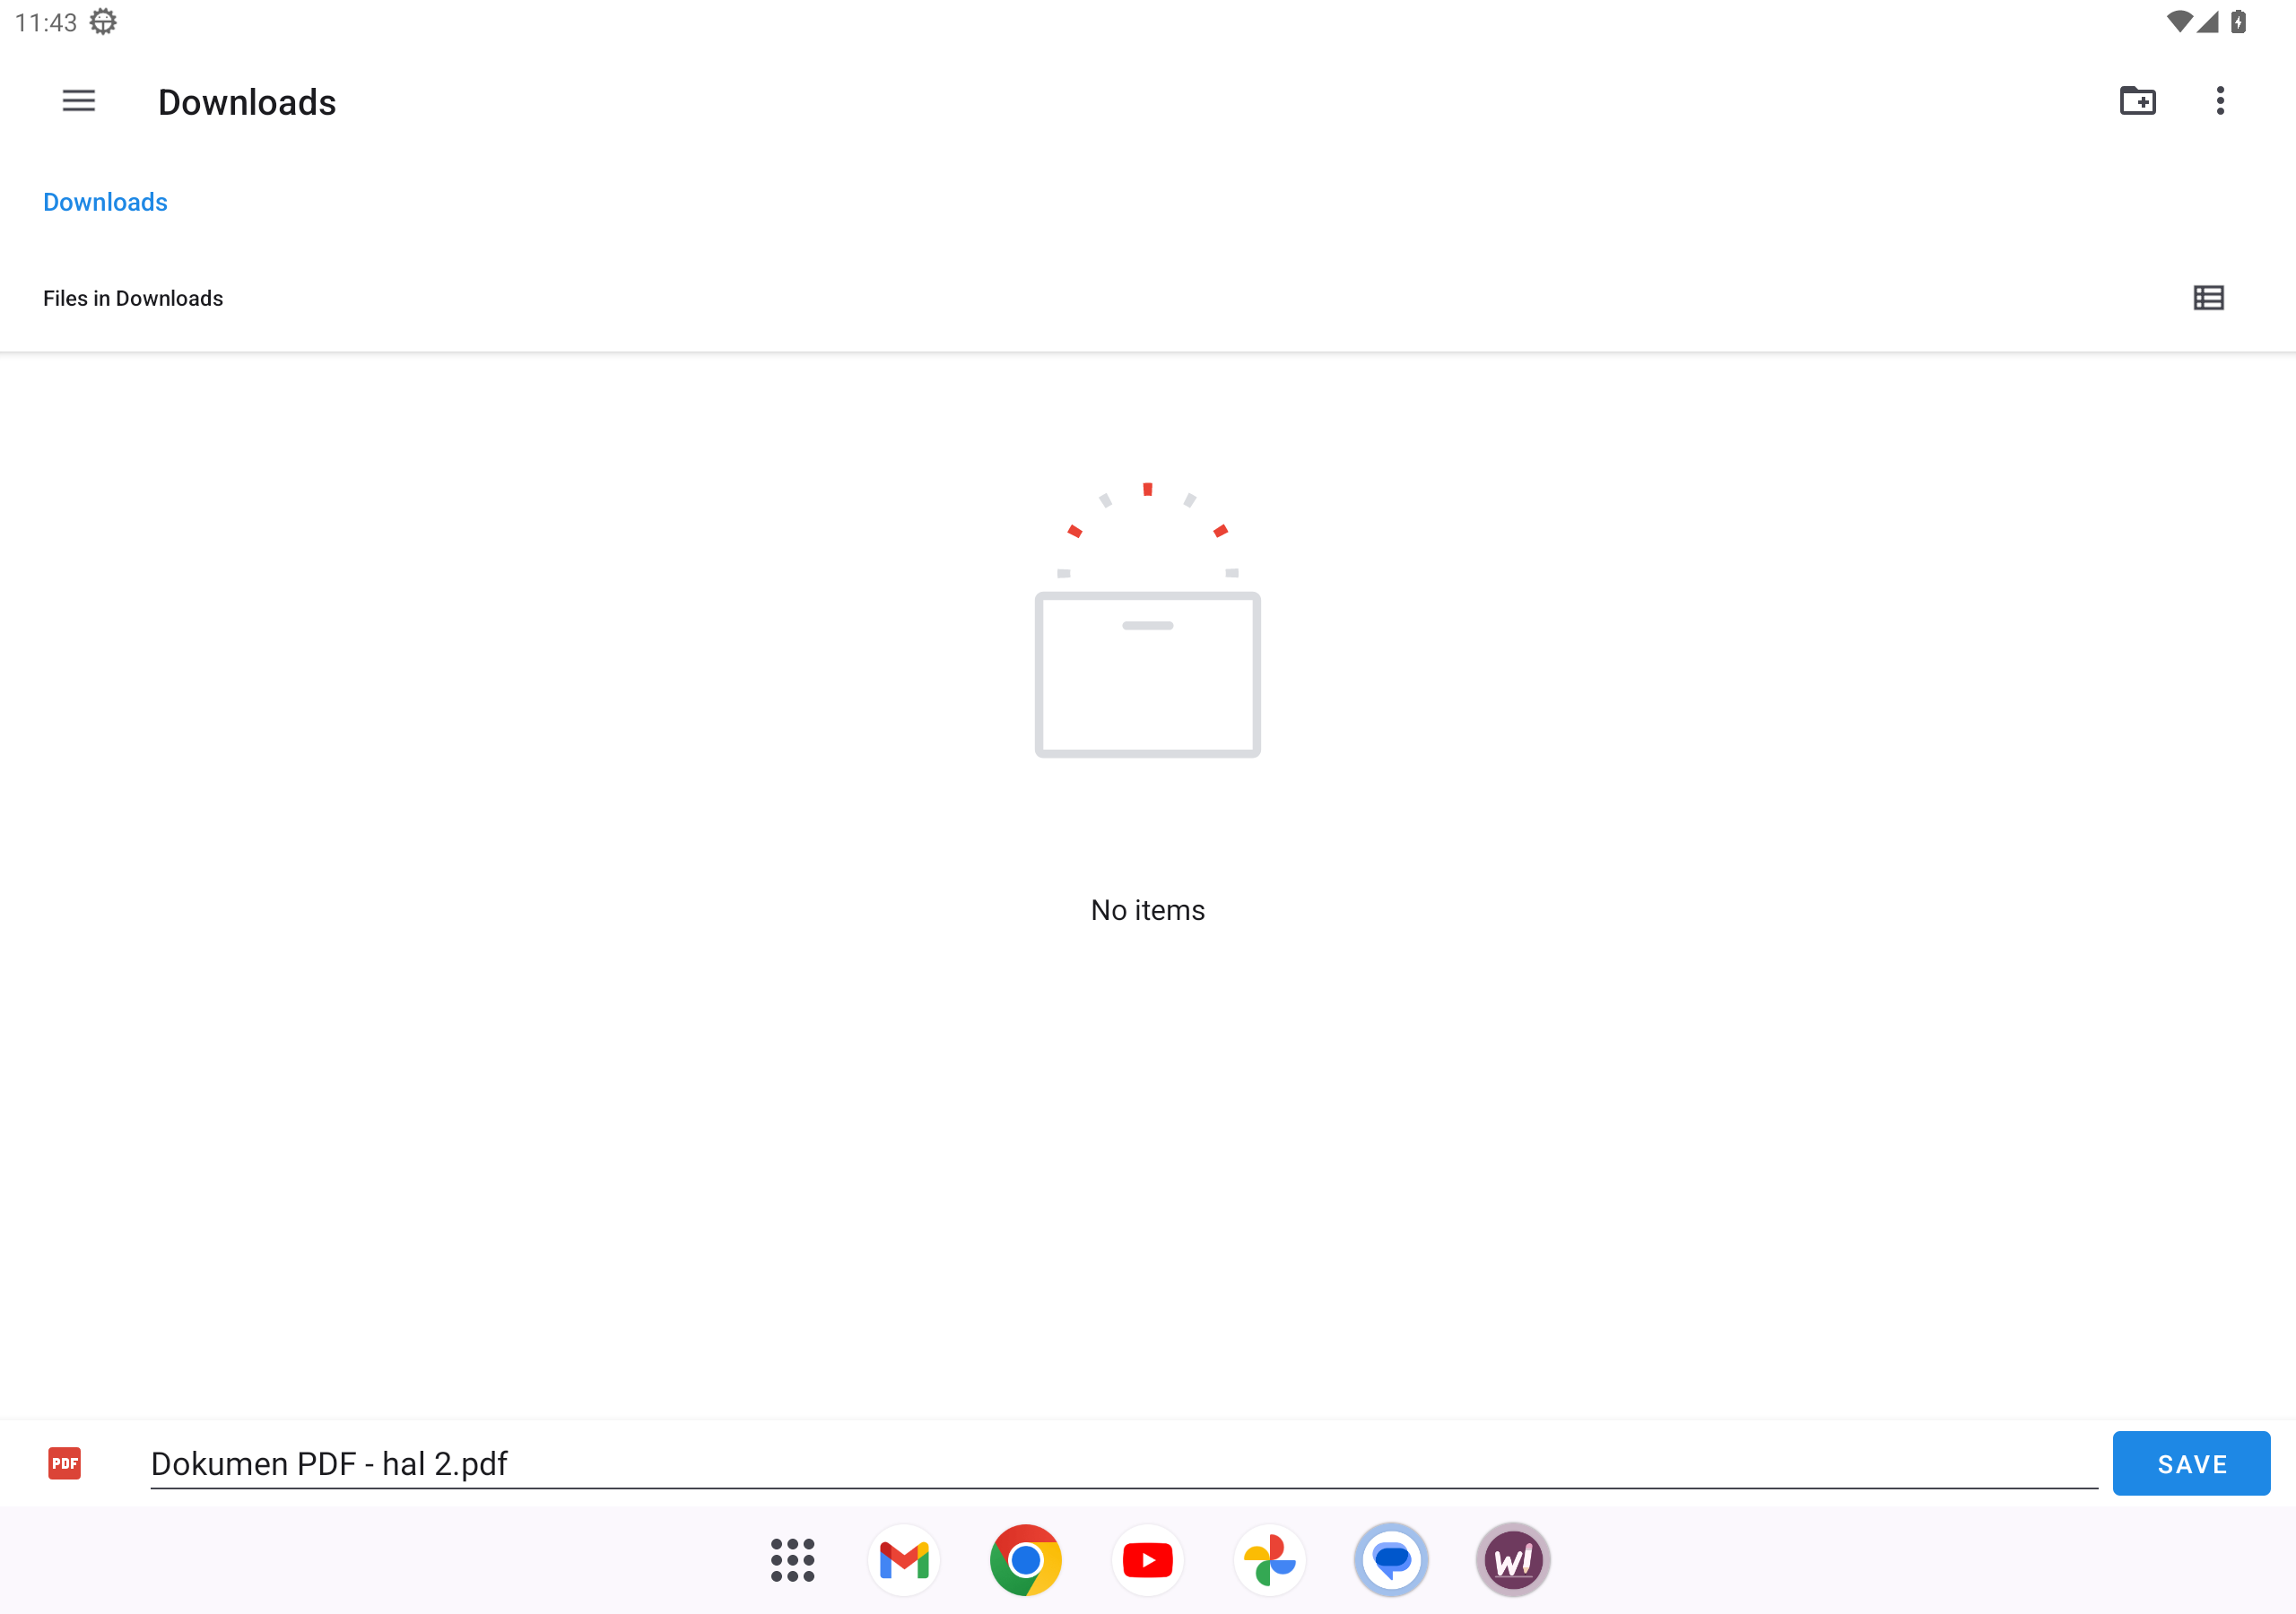 11:43
Downloads
Downloads
Files in Downloads
No items
PDF
Dokumen PDF - hal 2.pdf
SAVE
W